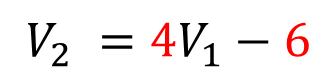 V₂ = 4V₁ − 6